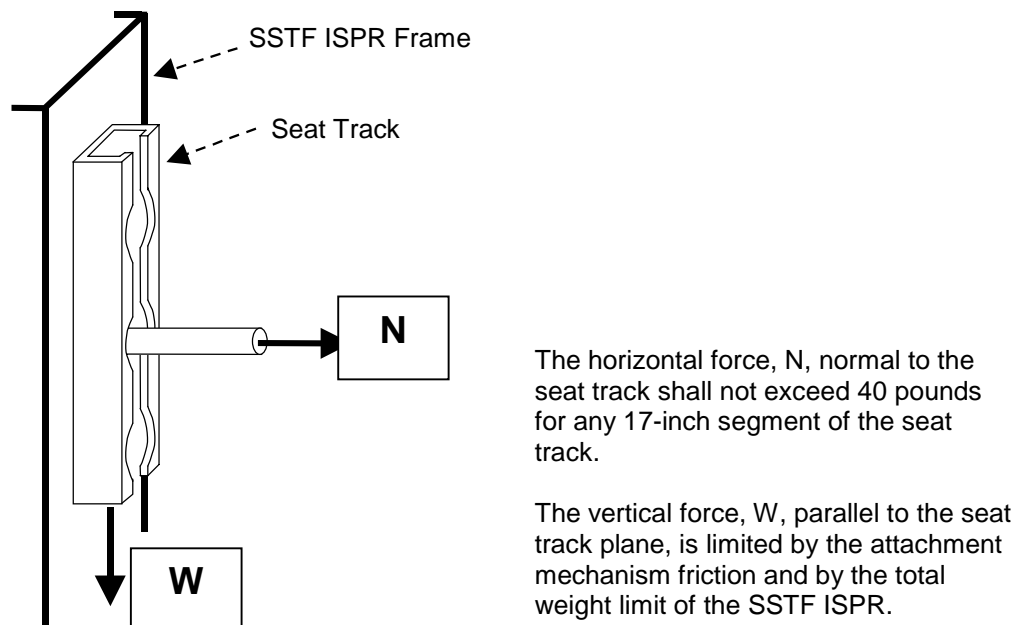 SSTF ISPR Frame
Seat Track
N
The horizontal force, N, normal to the
seat track shall not exceed 40 pounds
for any 17-inch segment of the seat
track.
The vertical force, W, parallel to the seat
track plane, is limited by the attachment
mechanism friction and by the total
weight limit of the SSTF ISPR.
W